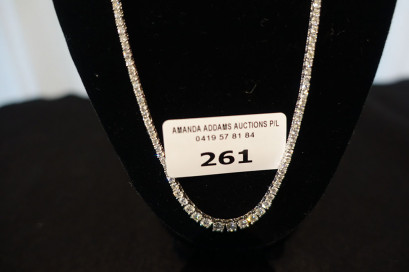 AMANDA ADDAMS AUCTIONS P/L
0419 57 81 84
261